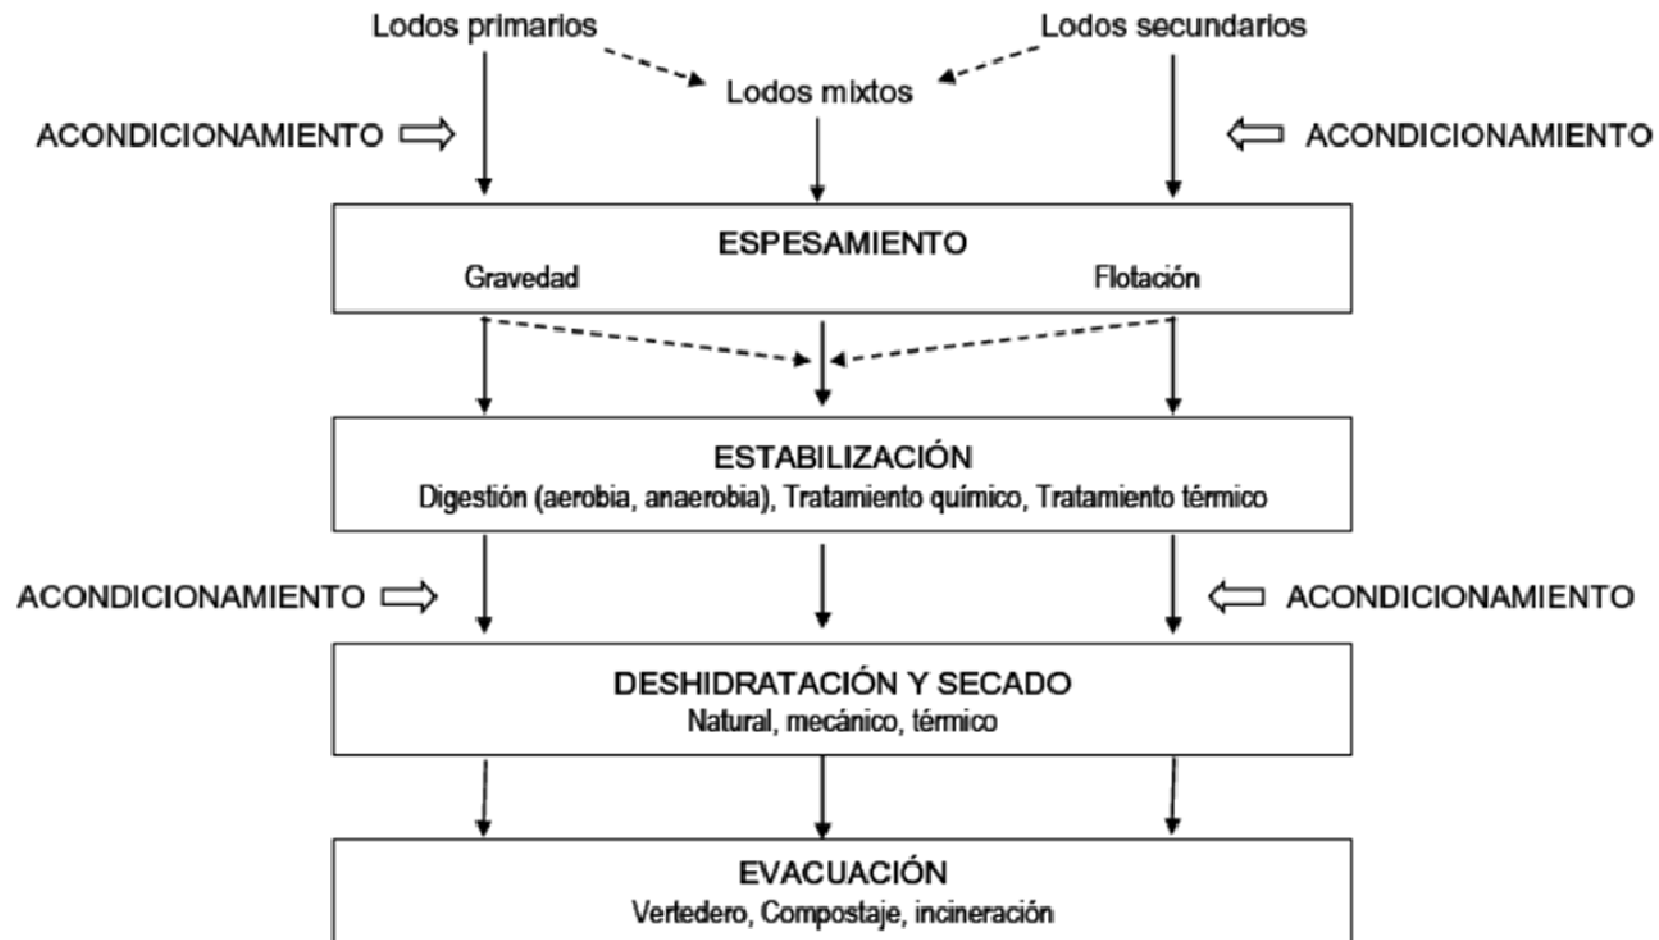 Lodos primarios
Lodos secundarios
Lodos mixtos
ACONDICIONAMIENTO
ACONDICIONAMIENTO
ESPESAMIENTO
Gravedad
Flotación
ESTABILIZACIÓN
Digestión (aerobia, anaerobia), Tratamiento químico, Tratamiento térmico
ACONDICIONAMIENTO
ACONDICIONAMIENTO
DESHIDRATACIÓN Y SECADO
Natural, mecánico, térmico
EVACUACIÓN
Vertedero, Compostaje, incineración